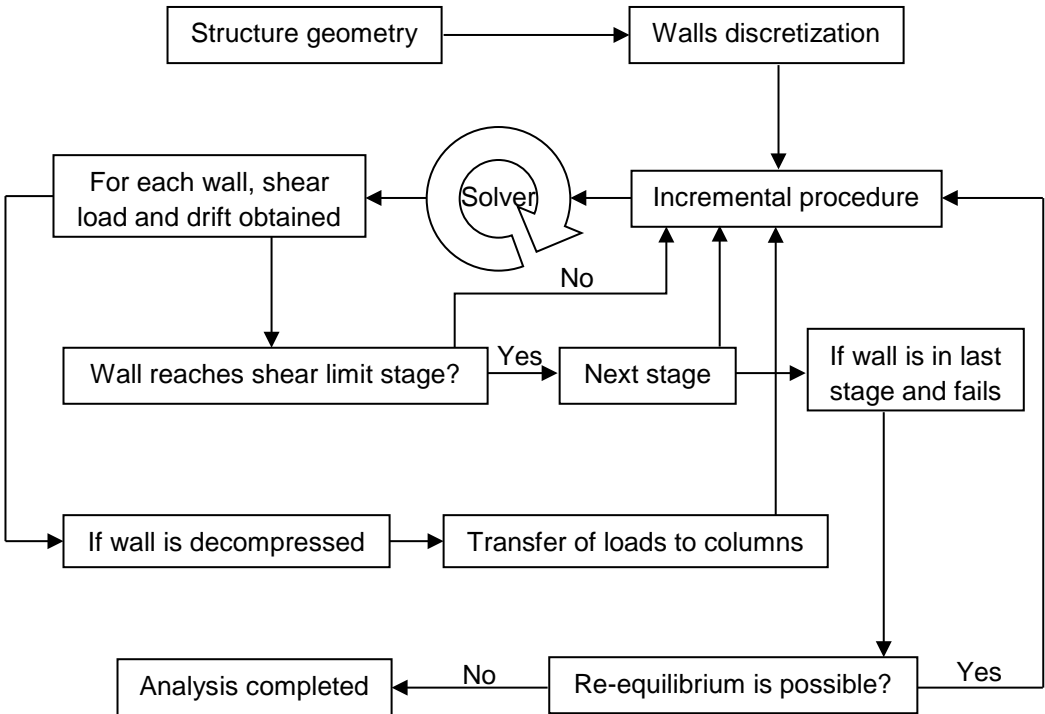 Structure geometry
Walls discretization
For each wall, shear
load and drift obtained
Solver
Incremental procedure
No
Wall reaches shear limit stage?
Yes
Next stage
If wall is in last
stage and fails
If wall is decompressed
Transfer of loads to columns
Analysis completed
No
Re-equilibrium is possible?
Yes